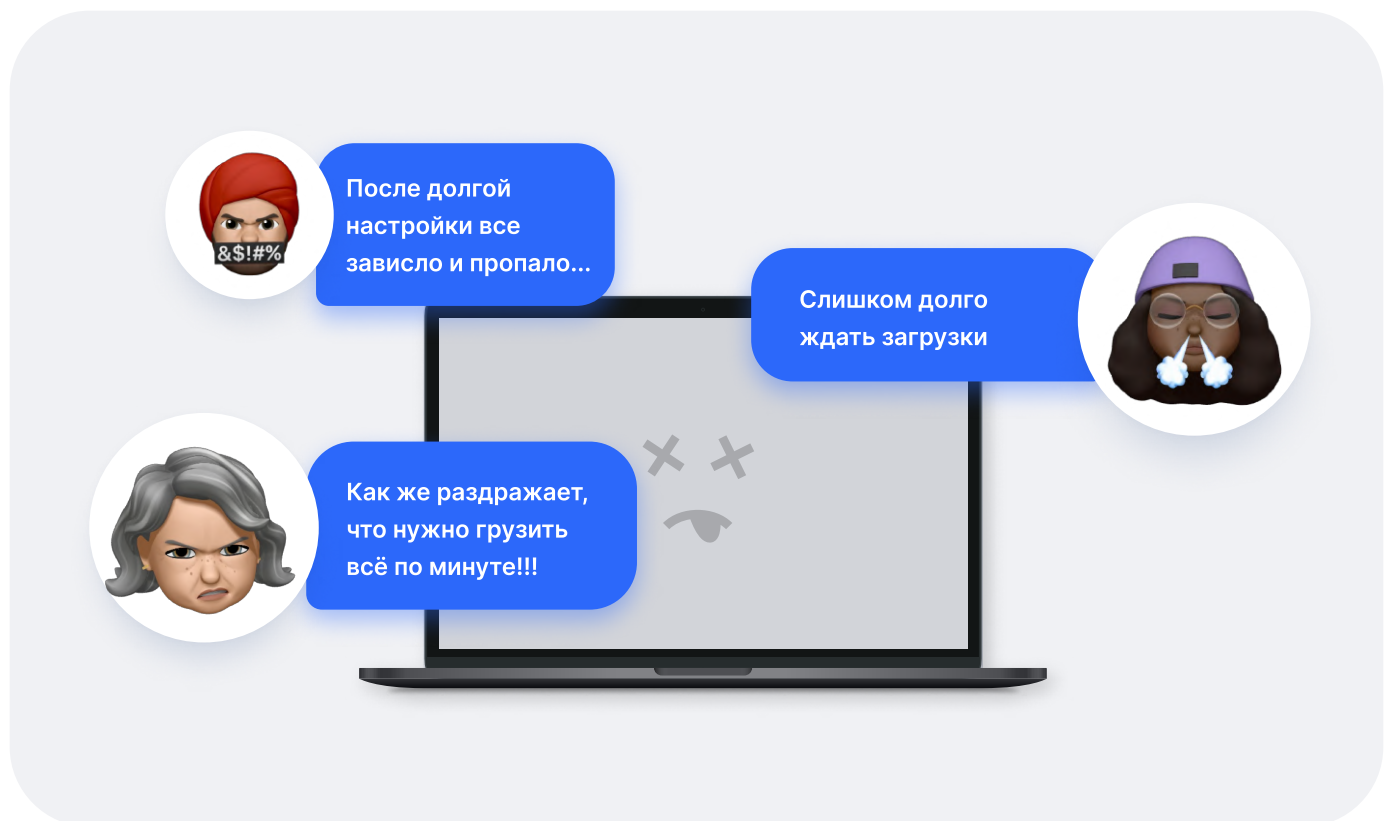 После долгой
настройки все
зависло и пропало...
&$!#%
Слишком долго
ждать загрузки
Как же раздражает,
что нужно грузить
всё по минуте!!!